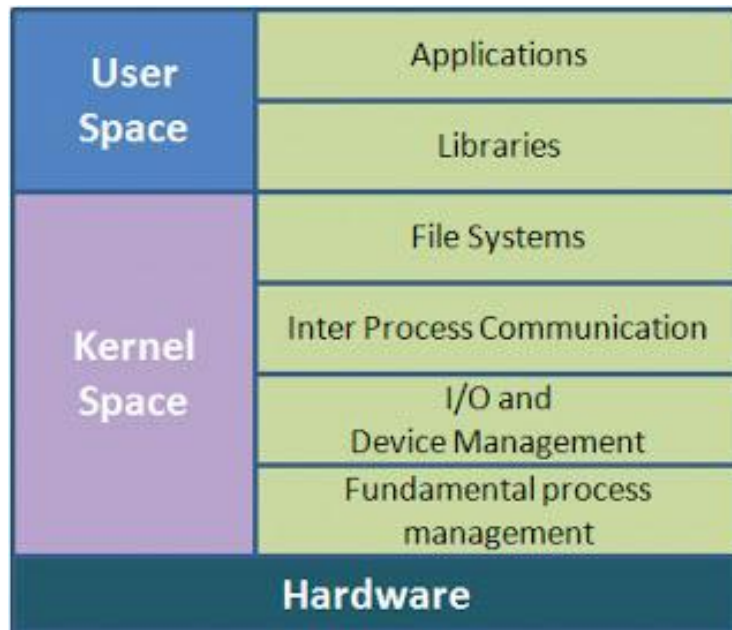 User
Space
Applications
Libraries
Kernel
Space
File Systems
Inter Process Communication
I/O and
Device Management
Fundamental process
management
Hardware